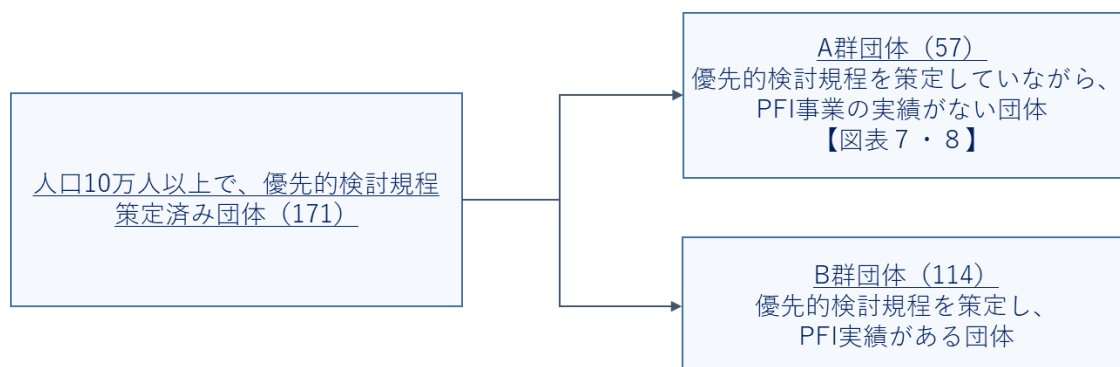 人口10万人以上で、優先的検討規程
策定済み団体（171）
A群団体（57）
優先的検討規程を策定していながら、
PFI事業の実績がない団体
【図表７・８】
B群団体（114）
優先的検討規程を策定し、
PFI実績がある団体